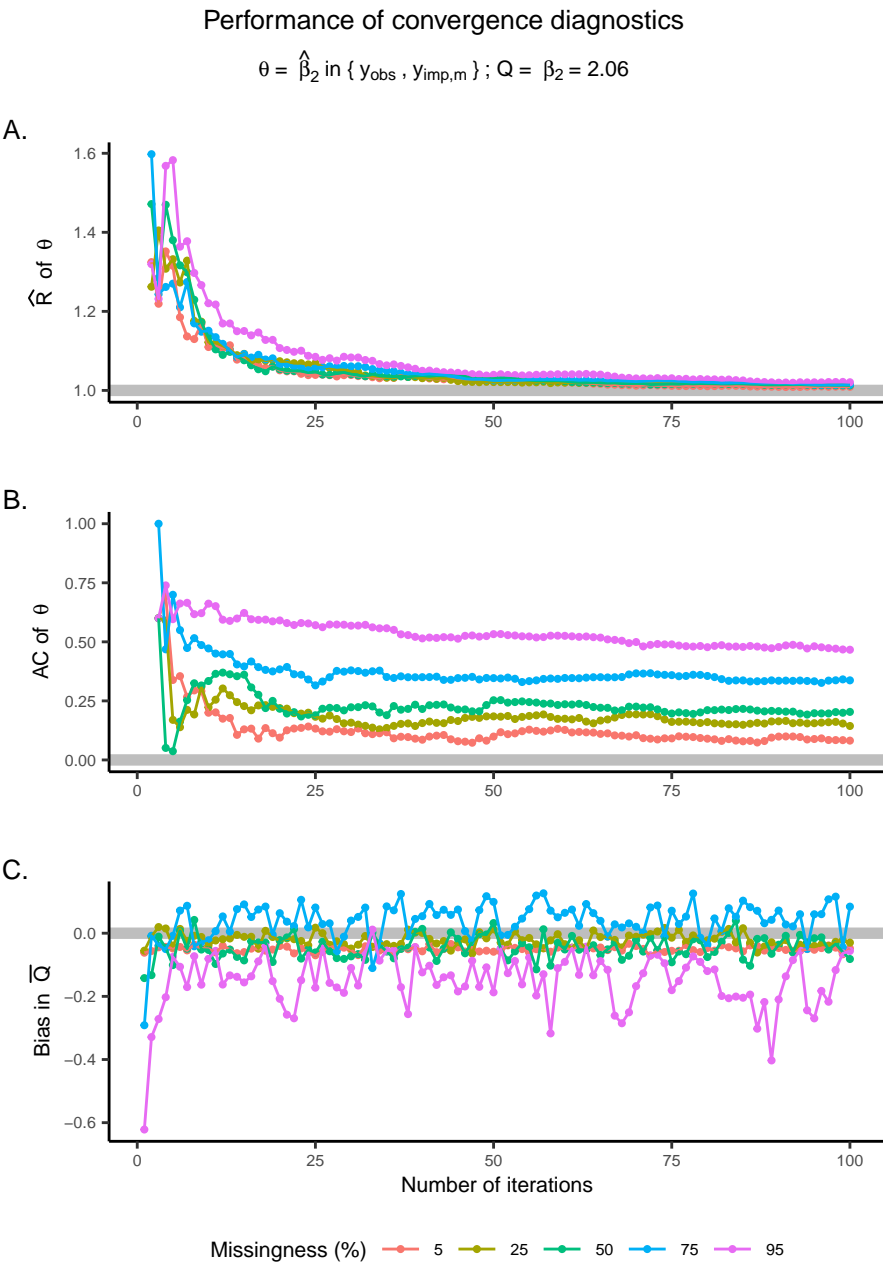 Performance of convergence diagnostics
θ = β̂₂ in { y_obs , y_imp,m } ; Q = β₂ = 2.06
A.
R̂ of θ
1.6
1.4
1.2
1.0
0 25 50 75 100
B.
AC of θ
1.00
0.75
0.50
0.25
0.00
0 25 50 75 100
C.
Bias in Q̅
0.0
−0.2
−0.4
−0.6
0 25 50 75 100
Number of iterations
Missingness (%) 5 25 50 75 95